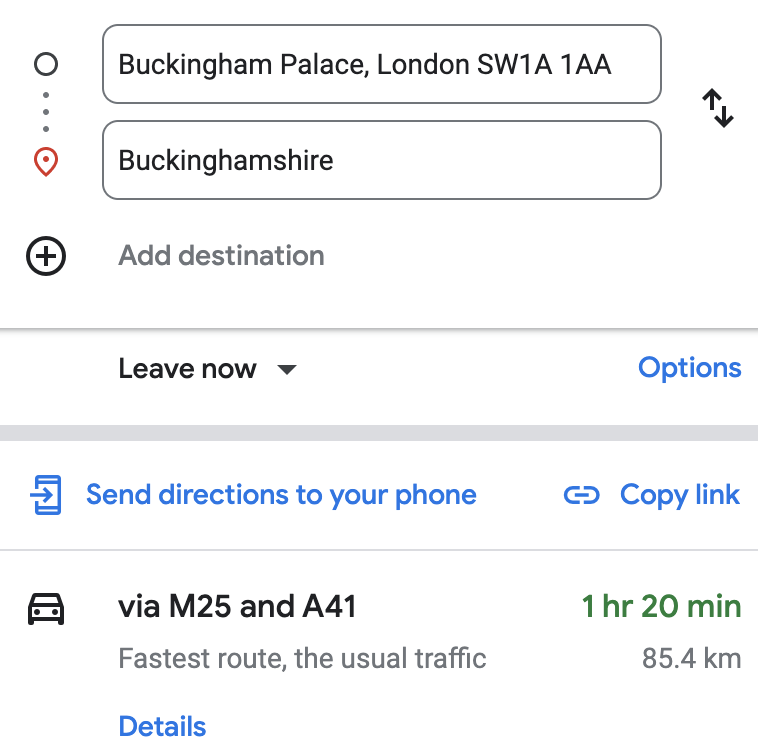 Buckingham Palace, London SW1A 1AA
Buckinghamshire
Add destination
Leave now
Options
Send directions to your phone
Copy link
via M25 and A41
1 hr 20 min
Fastest route, the usual traffic
85.4 km
Details